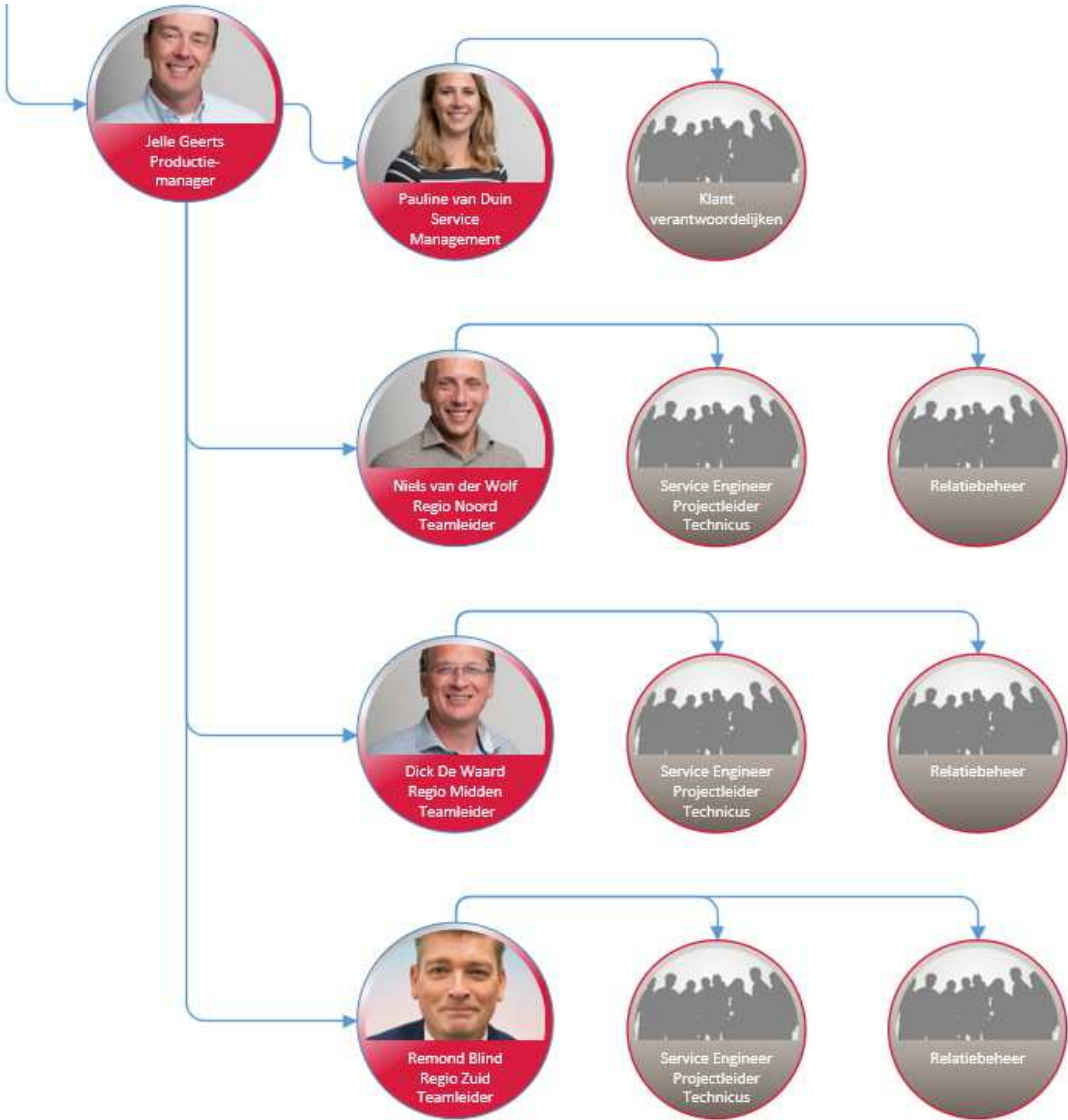 Jelle Geerts
Productie-
manager
Pauline van Duin
Service
Management
Klant
verantwoordelijken
Niels van der Wolf
Regio Noord
Teamleider
Service Engineer
Projectleider
Technicus
Relatiebeheer
Dick De Waard
Regio Midden
Teamleider
Service Engineer
Projectleider
Technicus
Relatiebeheer
Remond Blind
Regio Zuid
Teamleider
Service Engineer
Projectleider
Technicus
Relatiebeheer